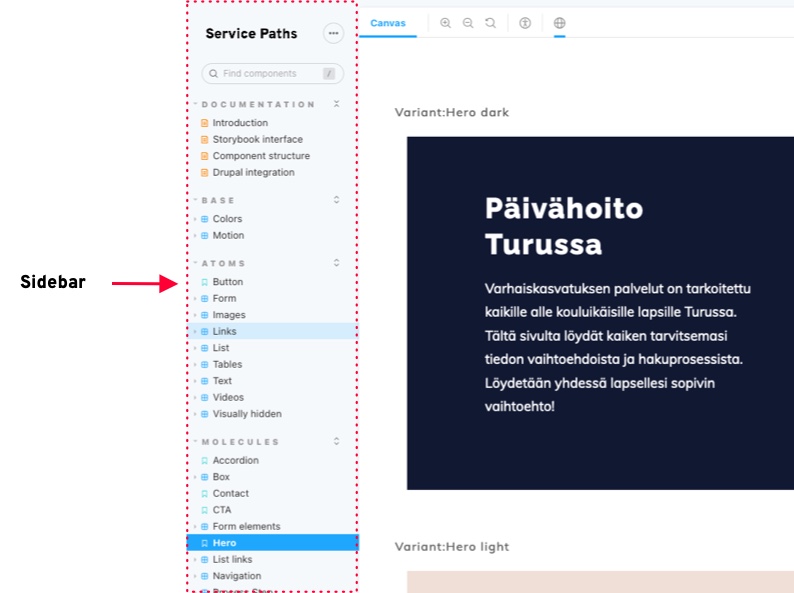 Sidebar
Service Paths
Find components
/
DOCUMENTATION
Introduction
Storybook interface
Component structure
Drupal integration
BASE
Colors
Motion
ATOMS
Button
Form
Images
Links
List
Tables
Text
Videos
Visually hidden
MOLECULES
Accordion
Box
Contact
CTA
Form elements
Hero
List links
Navigation
Process Step
Canvas
Variant:Hero dark
Päivähoito
Turussa
Varhaiskasvatuksen palvelut on tarkoitettu
kaikille alle kouluikäisille lapsille Turussa.
Tältä sivulta löydät kaiken tarvitsemasi
tiedon vaihtoehdoista ja hakuprosessista.
Löydetään yhdessä lapsellesi sopivin
vaihtoehto!
Variant:Hero light